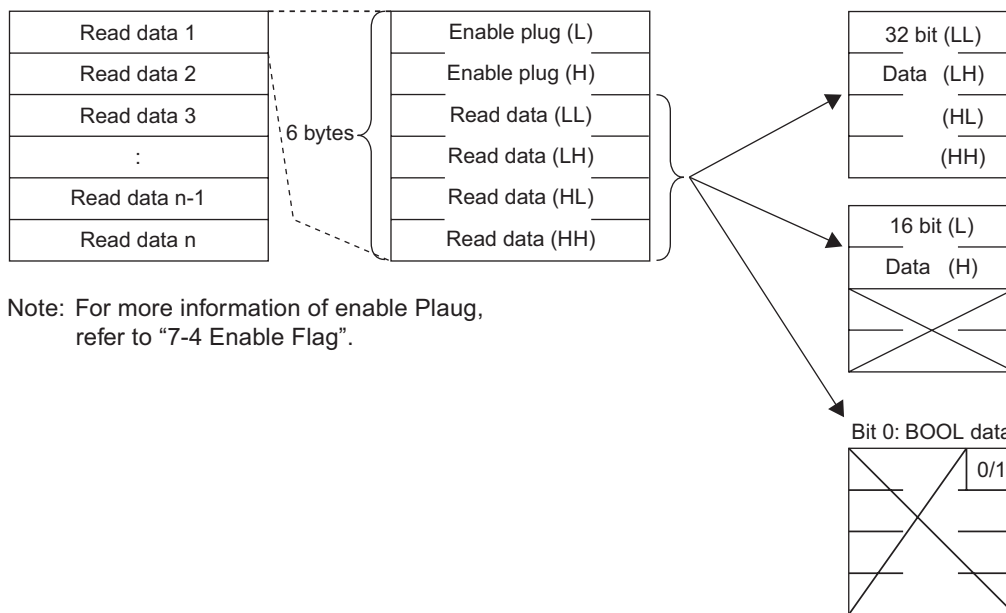 Read data 1
Read data 2
Read data 3
:
Read data n-1
Read data n
6 bytes
Enable plug (L)
Enable plug (H)
Read data (LL)
Read data (LH)
Read data (HL)
Read data (HH)
32 bit (LL)
Data (LH)
(HL)
(HH)
16 bit (L)
Data (H)
Bit 0: BOOL data
0/1
Note: For more information of enable Plaug,
refer to “7-4 Enable Flag”.